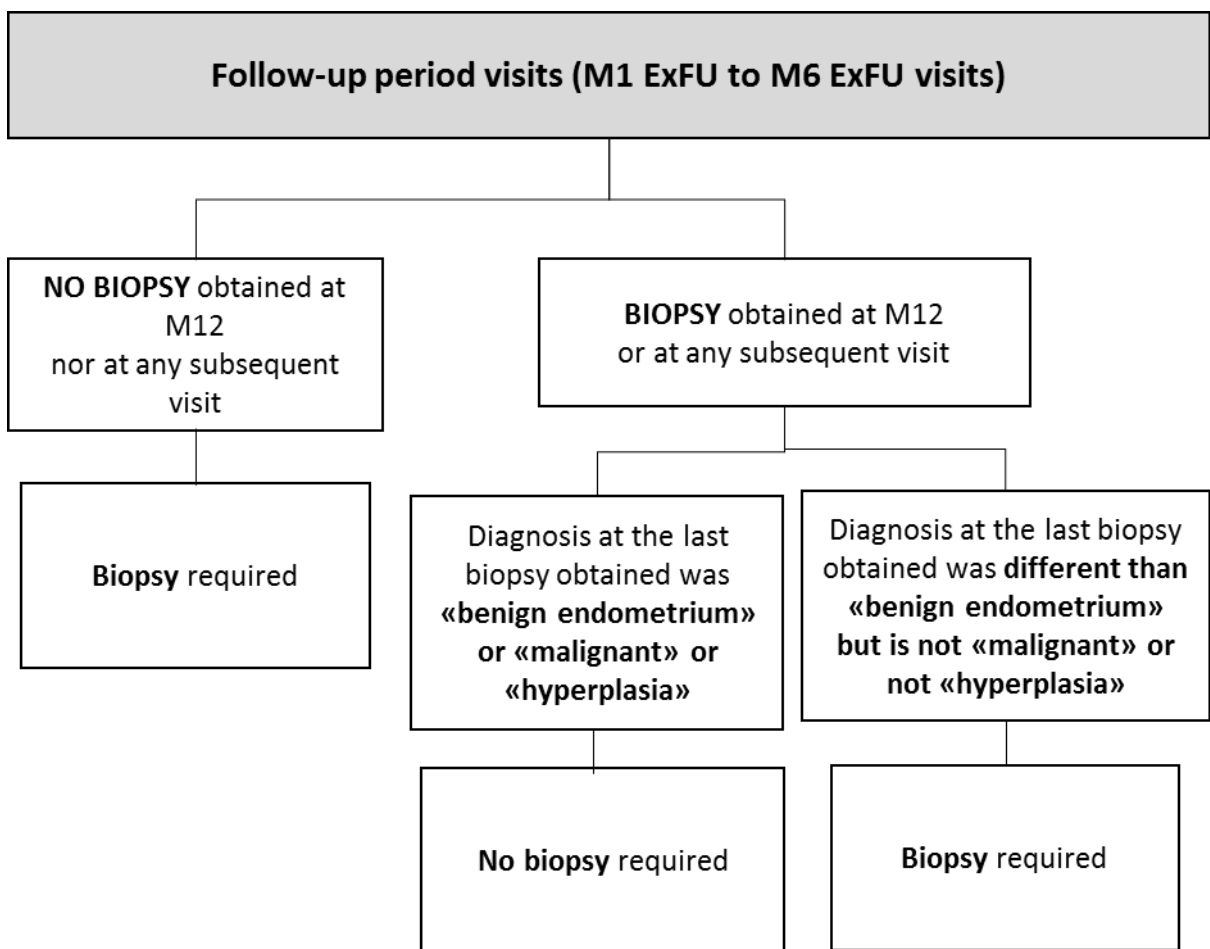 Follow-up period visits (M1 ExFU to M6 ExFU visits)
NO BIOPSY obtained at
M12
nor at any subsequent
visit
BIOPSY obtained at M12
or at any subsequent visit
Biopsy required
Diagnosis at the last
biopsy obtained was
«benign endometrium»
or «malignant» or
«hyperplasia»
Diagnosis at the last biopsy
obtained was different than
«benign endometrium»
but is not «malignant» or
not «hyperplasia»
No biopsy required
Biopsy required